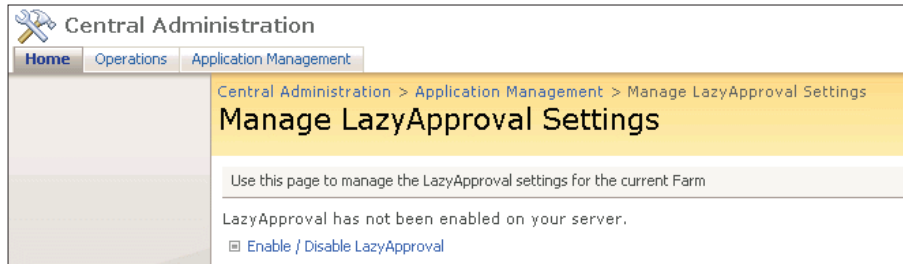 Central Administration
Home Operations Application Management
Central Administration > Application Management > Manage LazyApproval Settings
Manage LazyApproval Settings
Use this page to manage the LazyApproval settings for the current Farm
LazyApproval has not been enabled on your server.
Enable / Disable LazyApproval